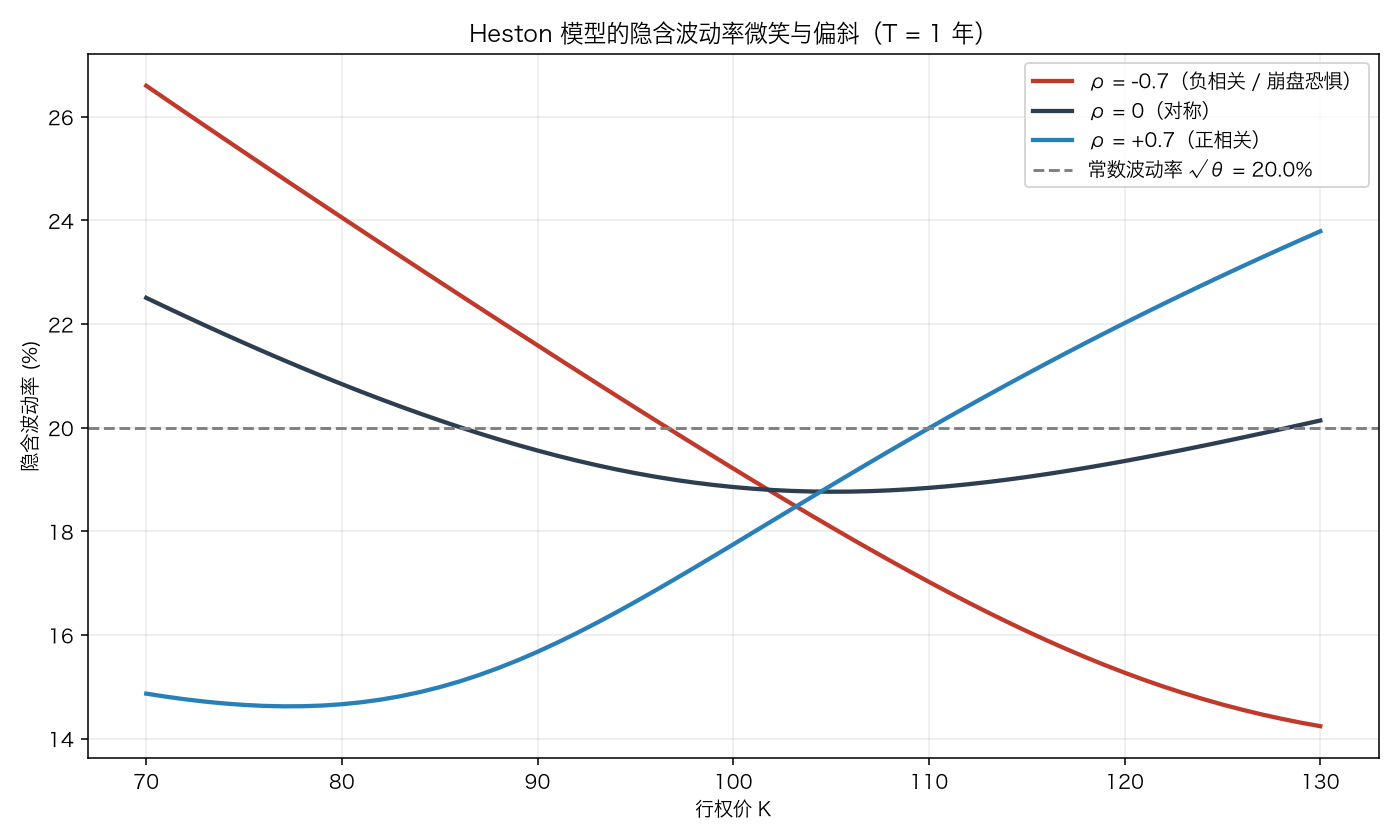 Heston 模型的隐含波动率微笑与偏斜（T = 1 年）
ρ = -0.7（负相关 / 崩盘恐惧）
ρ = 0（对称）
ρ = +0.7（正相关）
常数波动率 √θ = 20.0%
隐含波动率 (%)
26
24
22
20
18
16
14
70 80 90 100 110 120 130
行权价 K